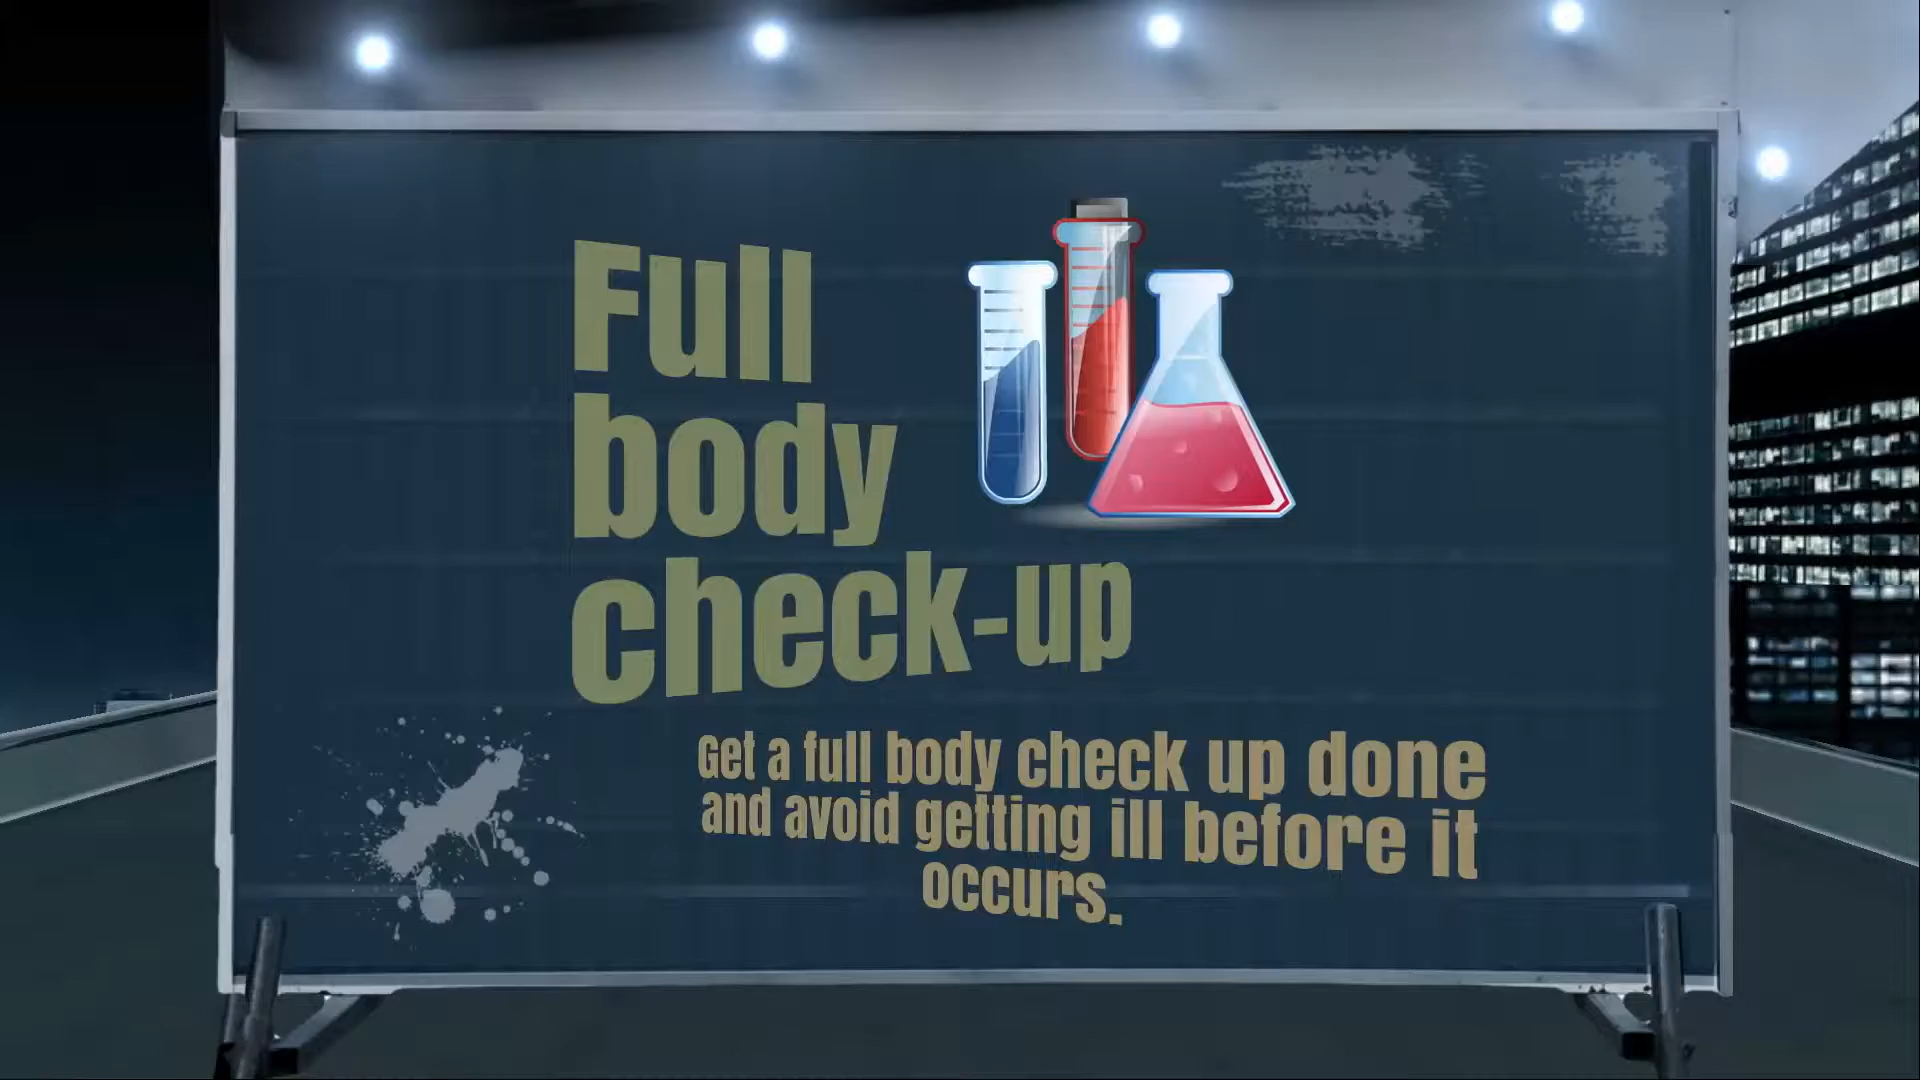 Full
body
check-up
Get a full body check up done
and avoid getting ill before it
occurs.